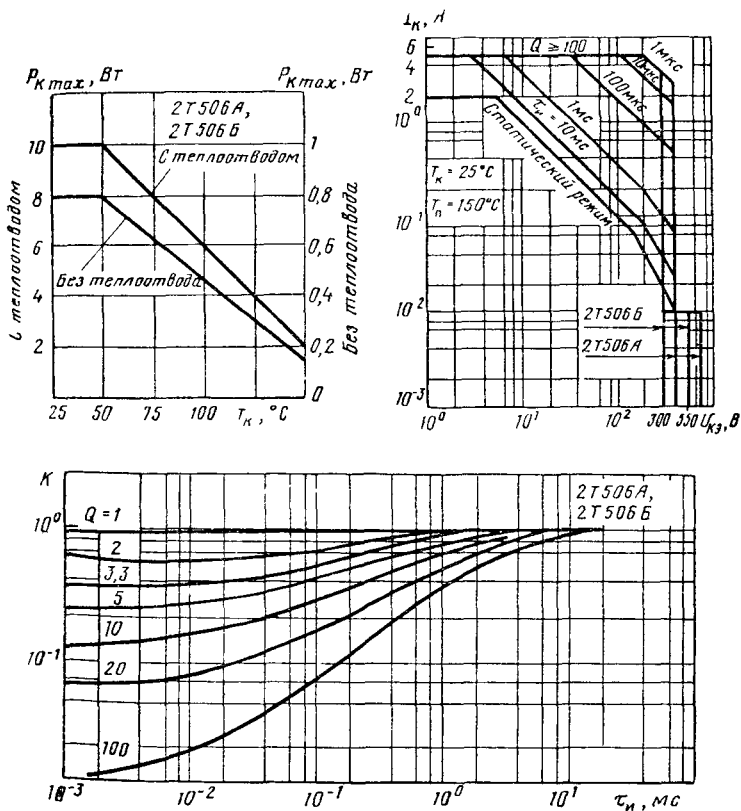 P_K max, Вт
P_K max, Вт
2Т506А,
2Т506Б
С теплоотводом
Без теплоотвода
С теплоотводом
Без теплоотвода
10
8
6
4
2
1
0,8
0,6
0,4
0,2
0
25
50
75
100
T_K, °C
I_K, А
6
4
2
10^0
10^-1
10^-2
10^-3
Q ≥ 100
1мкс
10мкс
100мкс
1мс
τ_и = 10мс
Статический режим
T_K = 25°C
T_п = 150°C
2Т506Б
2Т506А
10^0
10^1
10^2
300
550
U_КЭ, В
K
10^0
10^-1
Q = 1
2
3,3
5
10
20
100
2Т506А,
2Т506Б
10^-3
10^-2
10^-1
10^0
10^1
τ_и, мс